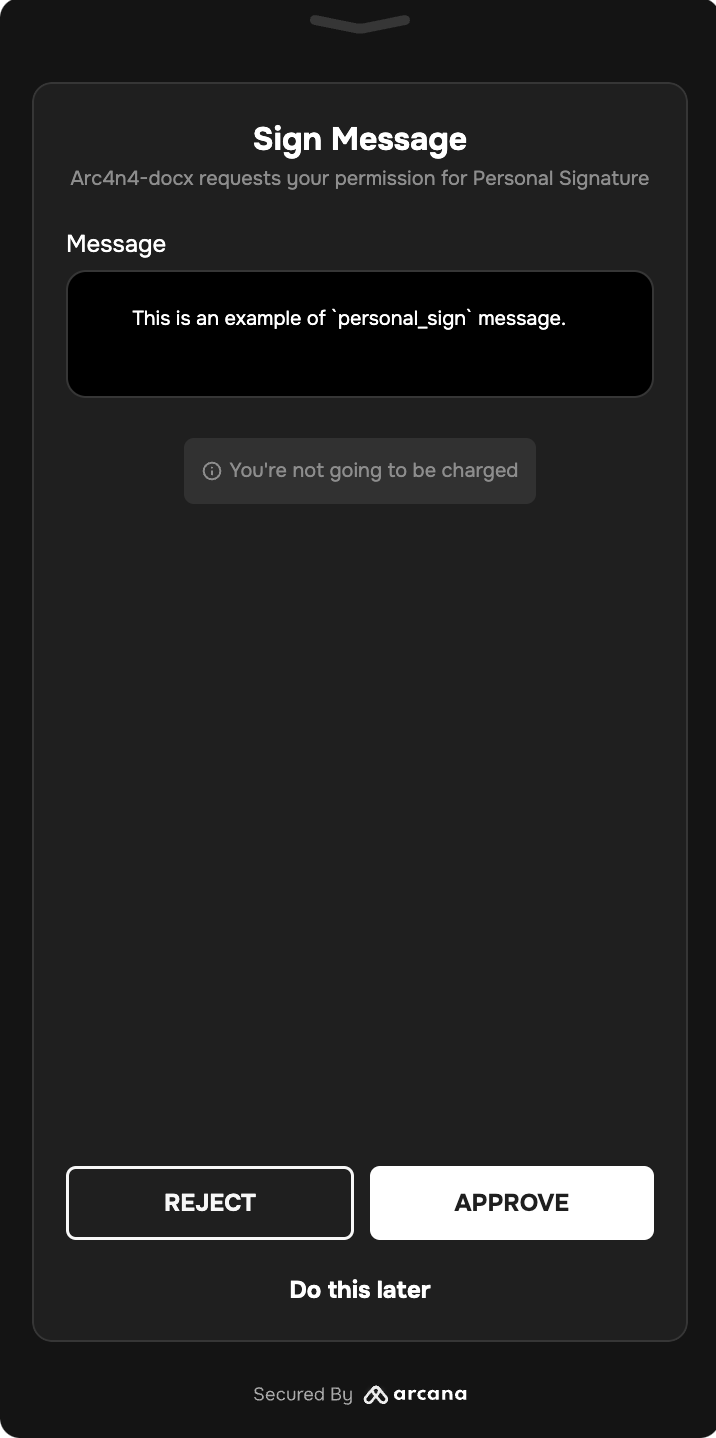 Sign Message
Arc4n4-docx requests your permission for Personal Signature
Message
This is an example of `personal_sign` message.
You're not going to be charged
REJECT
APPROVE
Do this later
Secured By arcana